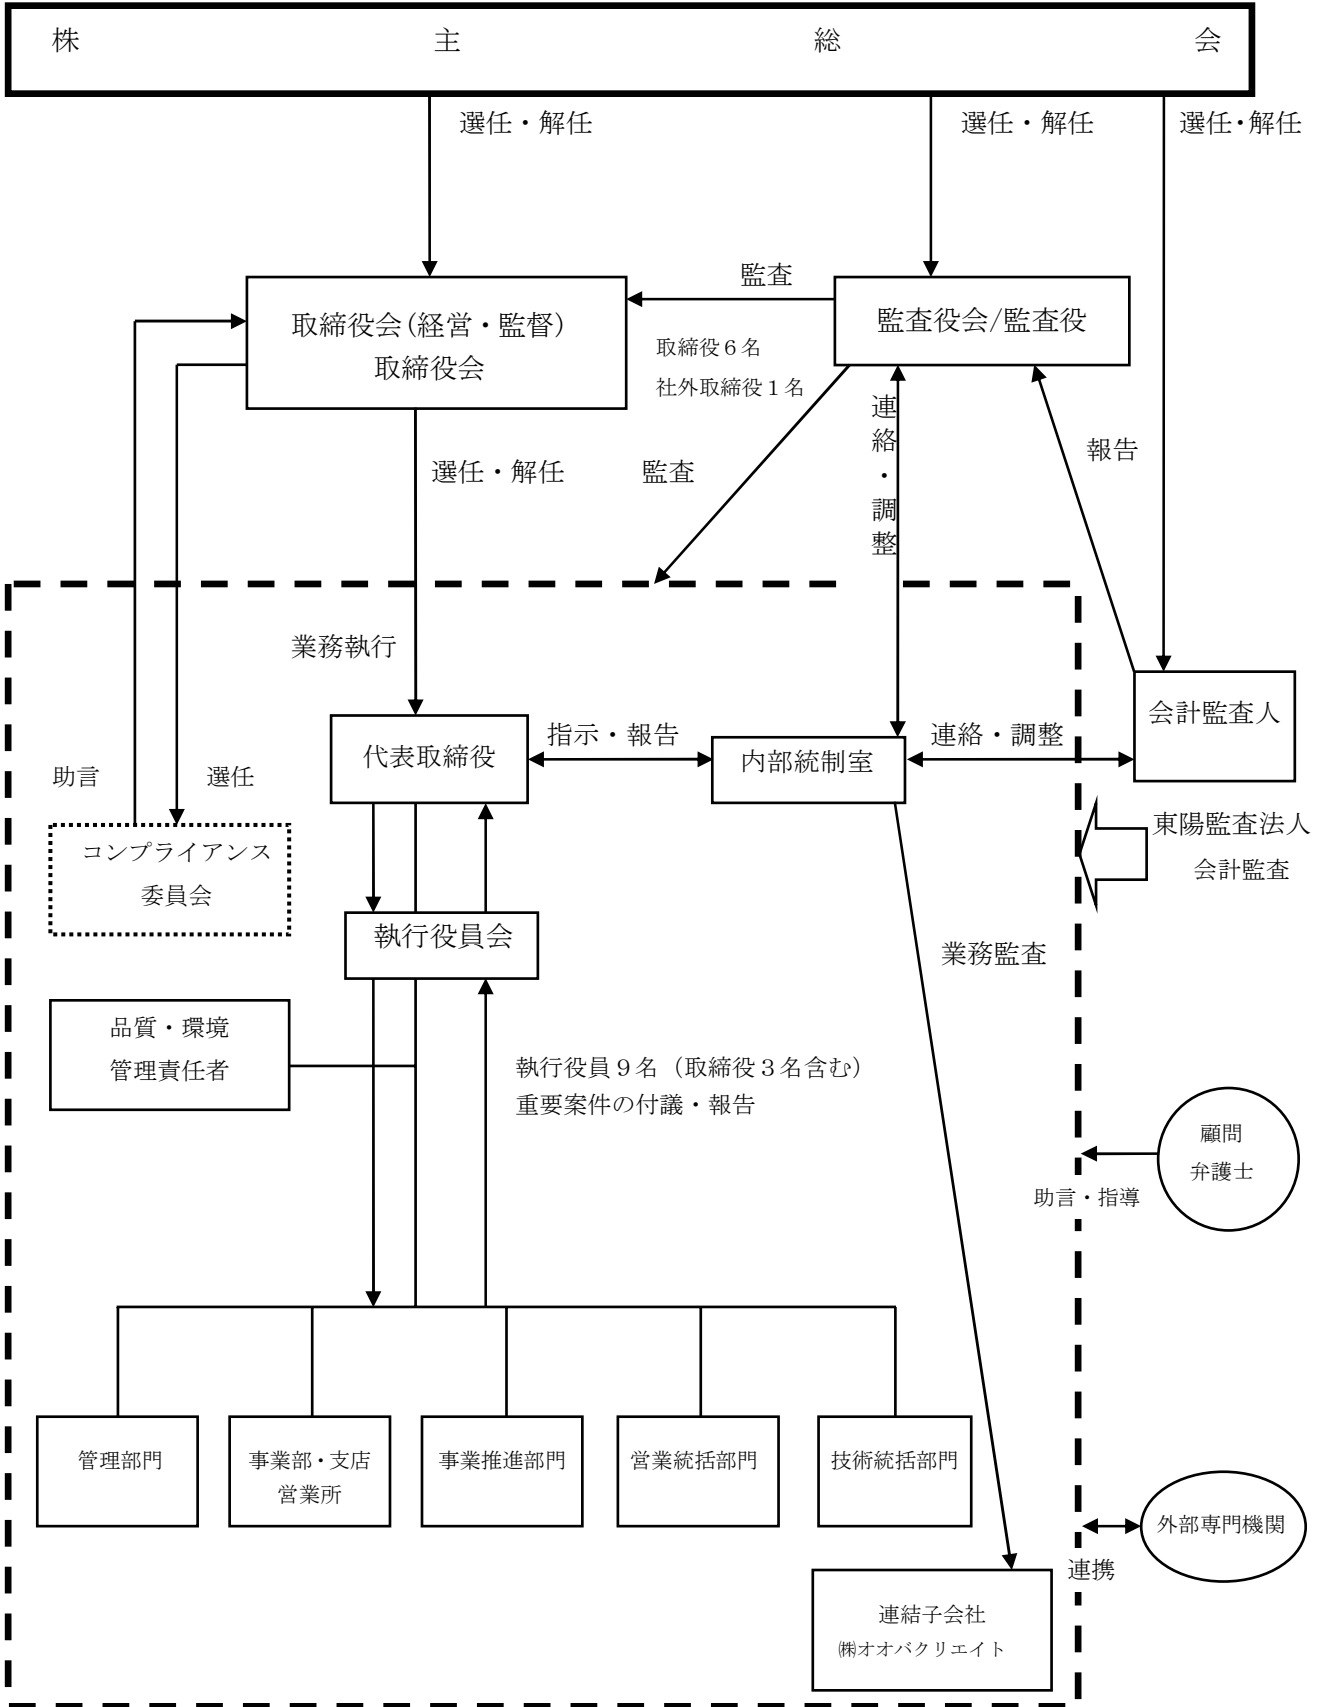 株主総会
選任・解任
選任・解任
選任・解任
監査
取締役会(経営・監督)
取締役会
監査役会/監査役
取締役６名
社外取締役１名
連絡・調整
報告
選任・解任
監査
業務執行
代表取締役
指示・報告
内部統制室
連絡・調整
会計監査人
助言
選任
東陽監査法人
会計監査
コンプライアンス
委員会
執行役員会
業務監査
品質・環境
管理責任者
執行役員９名（取締役３名含む）
重要案件の付議・報告
顧問
弁護士
助言・指導
管理部門
事業部・支店
営業所
事業推進部門
営業統括部門
技術統括部門
外部専門機関
連携
連結子会社
㈱オオバクリエイト